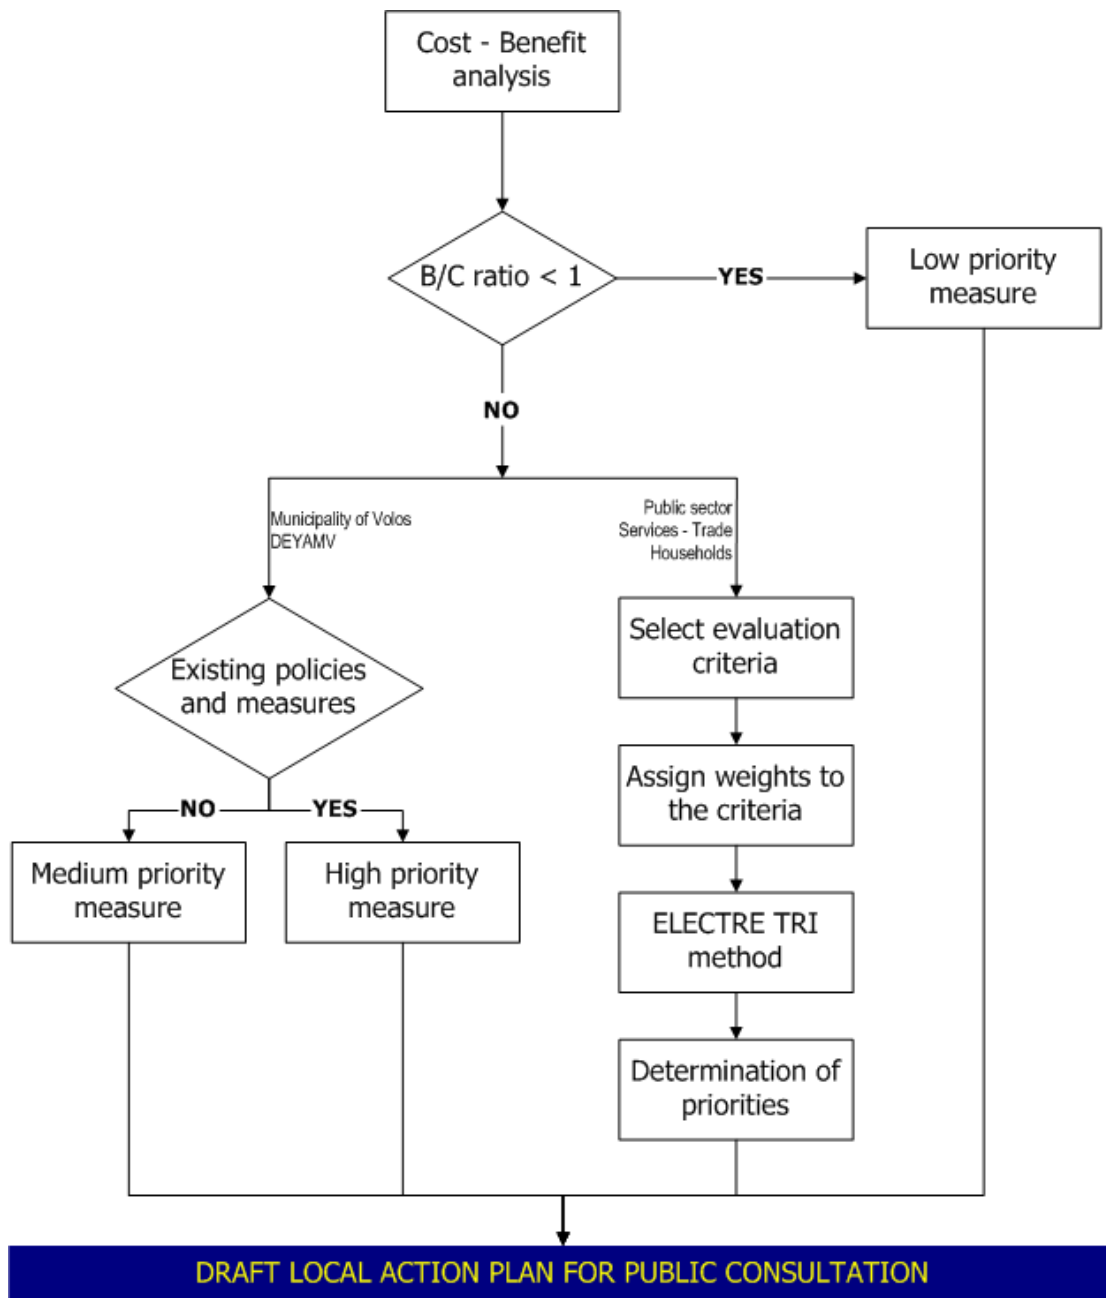 Cost - Benefit
analysis
B/C ratio < 1
YES
Low priority
measure
NO
Municipality of Volos
DEYAMV
Public sector
Services - Trade
Households
Existing policies
and measures
Select evaluation
criteria
Assign weights to
the criteria
NO
YES
Medium priority
measure
High priority
measure
ELECTRE TRI
method
Determination of
priorities
DRAFT LOCAL ACTION PLAN FOR PUBLIC CONSULTATION